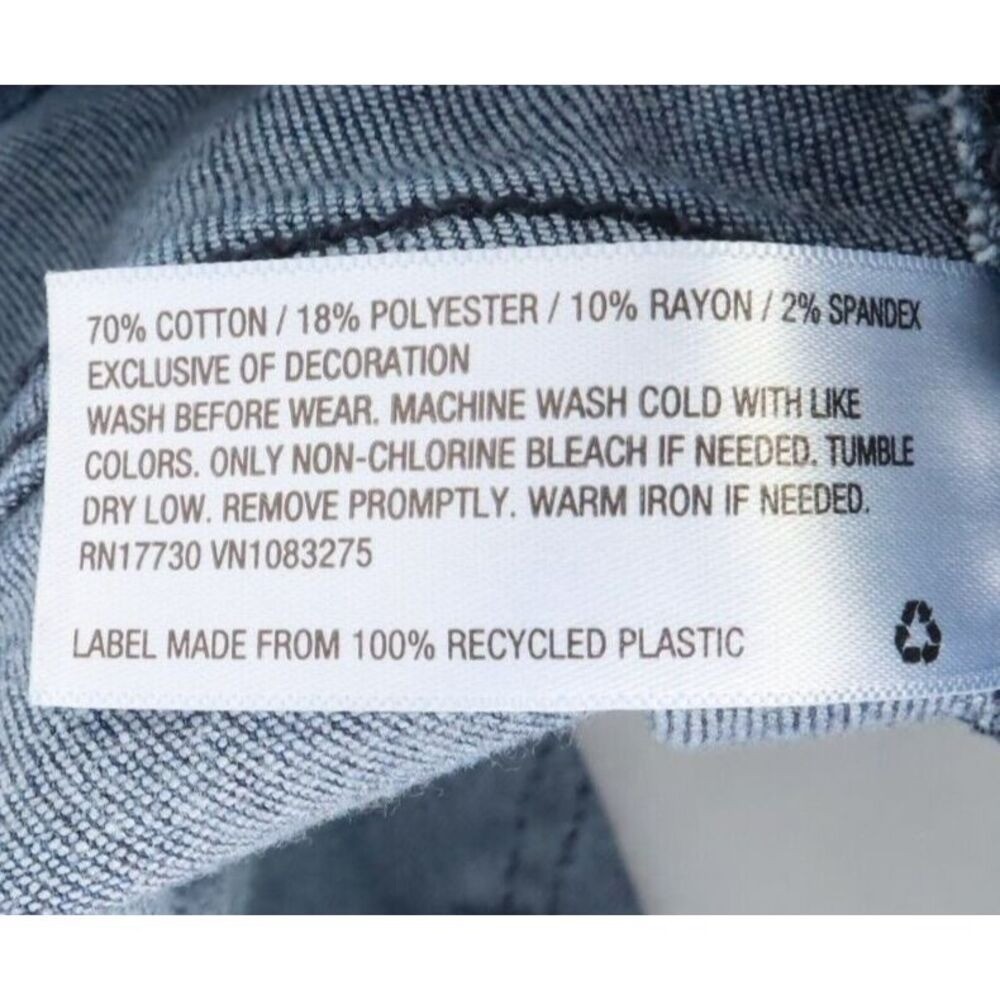 70% COTTON / 18% POLYESTER / 10% RAYON / 2% SPANDEX
EXCLUSIVE OF DECORATION
WASH BEFORE WEAR. MACHINE WASH COLD WITH LIKE
COLORS. ONLY NON-CHLORINE BLEACH IF NEEDED. TUMBLE
DRY LOW. REMOVE PROMPTLY. WARM IRON IF NEEDED.
RN17730 VN1083275
LABEL MADE FROM 100% RECYCLED PLASTIC